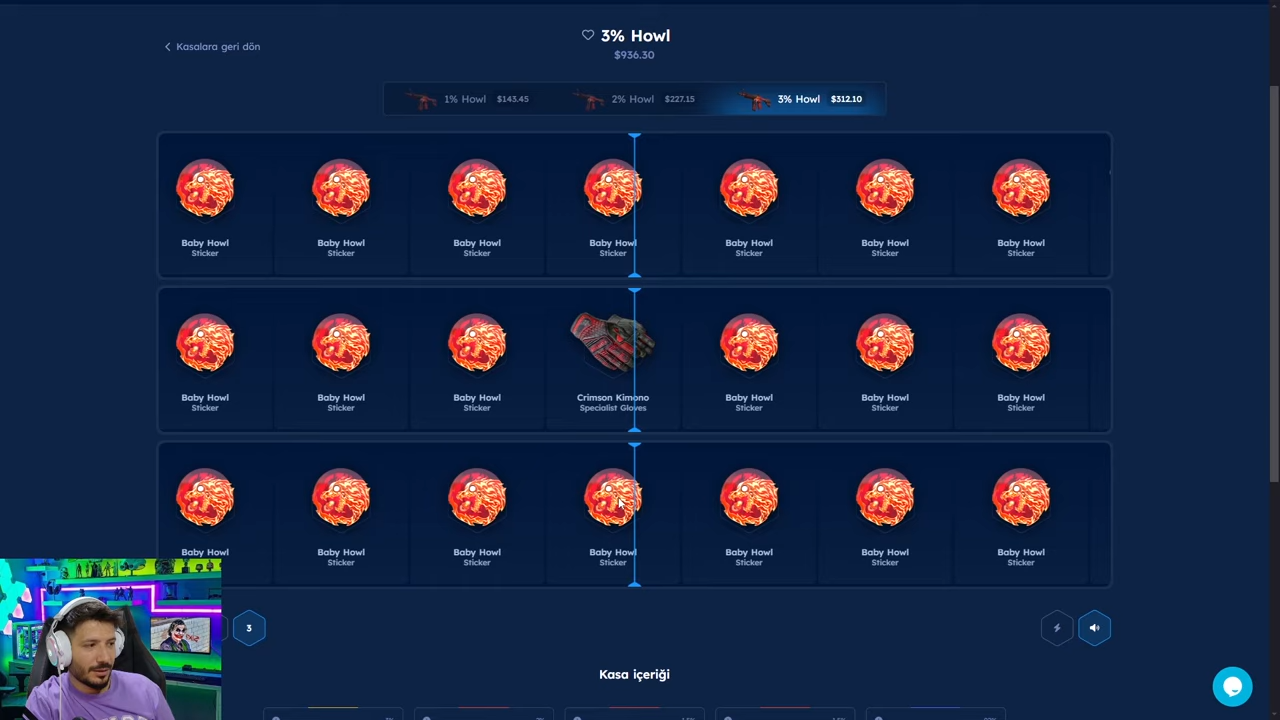 Kasalara geri dön
3% Howl
$936.30
1% Howl $143.45
2% Howl $227.15
3% Howl $312.10
Baby Howl
Sticker
Baby Howl
Sticker
Baby Howl
Sticker
Baby Howl
Sticker
Baby Howl
Sticker
Baby Howl
Sticker
Baby Howl
Sticker
Baby Howl
Sticker
Baby Howl
Sticker
Baby Howl
Sticker
Crimson Kimono
Specialist Gloves
Baby Howl
Sticker
Baby Howl
Sticker
Baby Howl
Sticker
Baby Howl
Sticker
Baby Howl
Sticker
Baby Howl
Sticker
Baby Howl
Sticker
Baby Howl
Sticker
Baby Howl
Sticker
Baby Howl
Sticker
3
Kasa içeriği